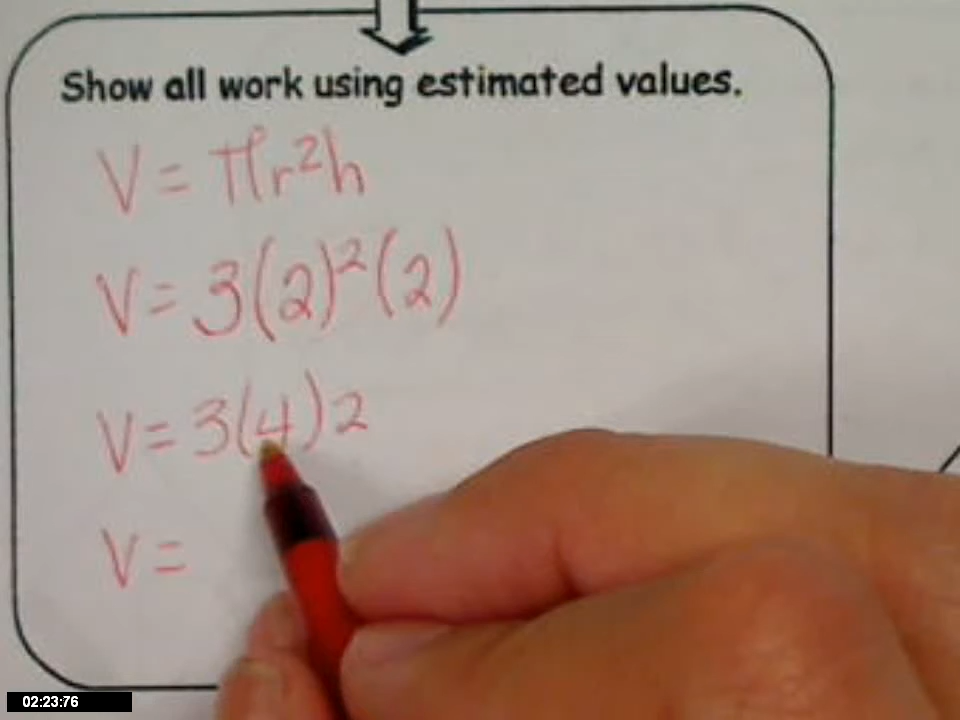 Show all work using estimated values.
V = πr²h
V = 3(2)²(2)
V = 3(4)2
V =
02:23:76